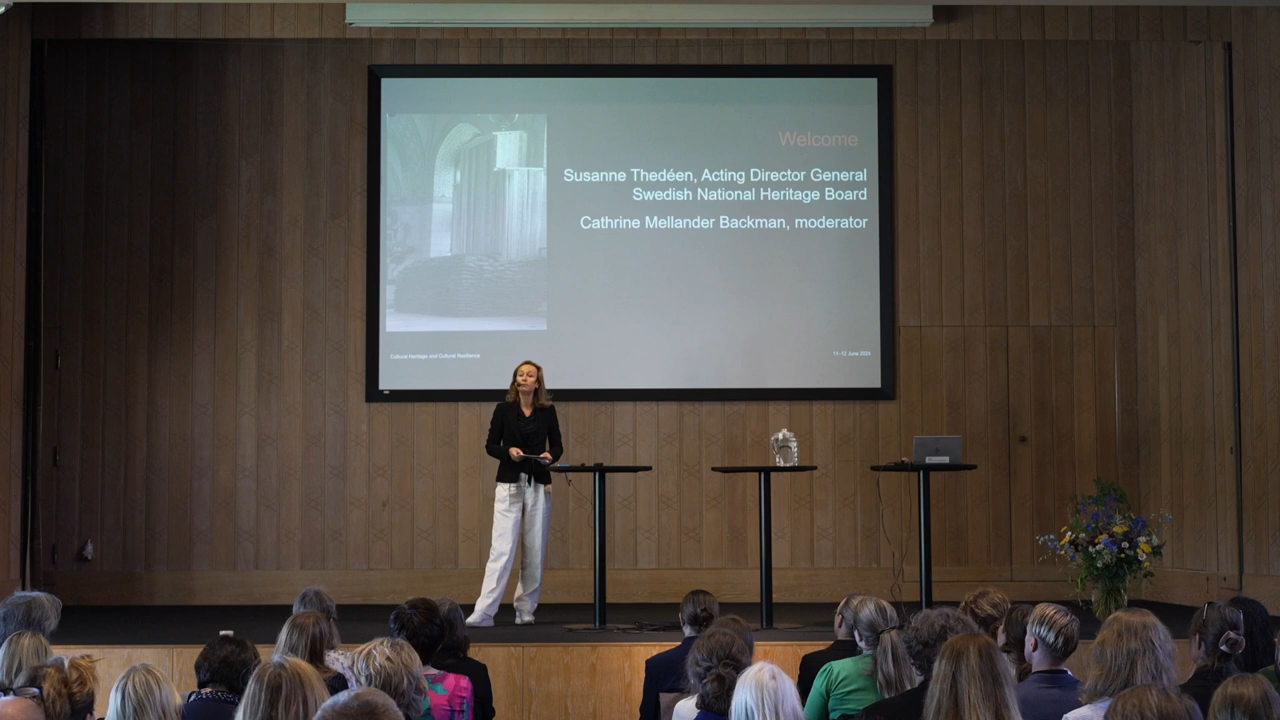 Welcome
Susanne Thedéen, Acting Director General
Swedish National Heritage Board
Cathrine Mellander Backman, moderator
Cultural Heritage and Cultural Resilience
11–12 June 2024